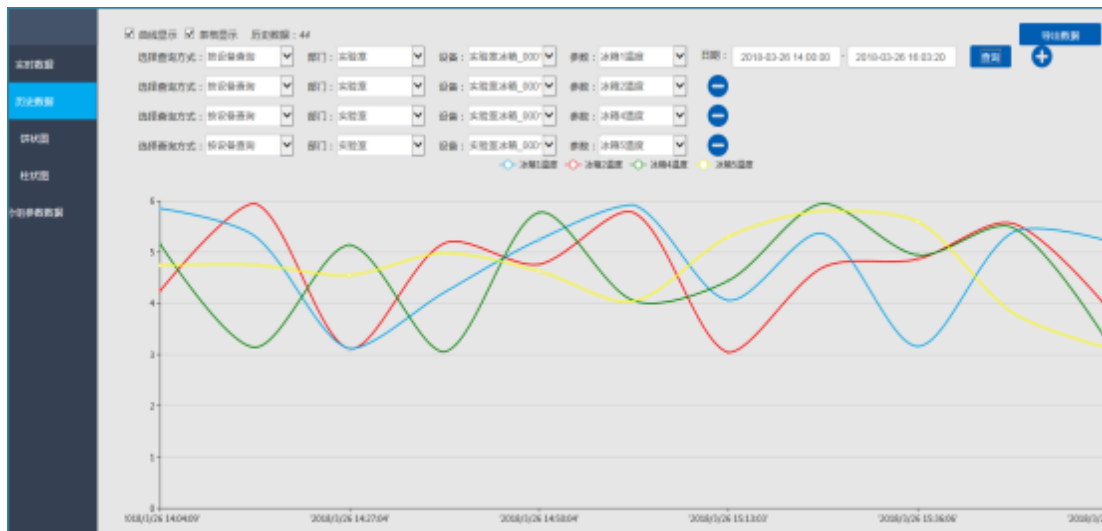 曲线显示 表格显示 历史数据：4#
导出数据
选择查询方式：按设备查询 部门：实验室 设备：实验室冰箱_000 参数：冰箱1温度 日期：2018-03-26 14:00:00 - 2018-03-26 16:03:20 查询
实时数据
选择查询方式：按设备查询 部门：实验室 设备：实验室冰箱_000 参数：冰箱2温度
历史数据
选择查询方式：按设备查询 部门：实验室 设备：实验室冰箱_000 参数：冰箱4温度
饼状图
选择查询方式：按设备查询 部门：实验室 设备：实验室冰箱_000 参数：冰箱5温度
冰箱1温度 冰箱2温度 冰箱4温度 冰箱5温度
柱状图
参数数据
6
5
4
3
2
1
0
018/3/26 14:04:09' '2018/3/26 14:27:04' '2018/3/26 14:50:04' '2018/3/26 15:13:03' '2018/3/26 15:36:06' '2018/3/